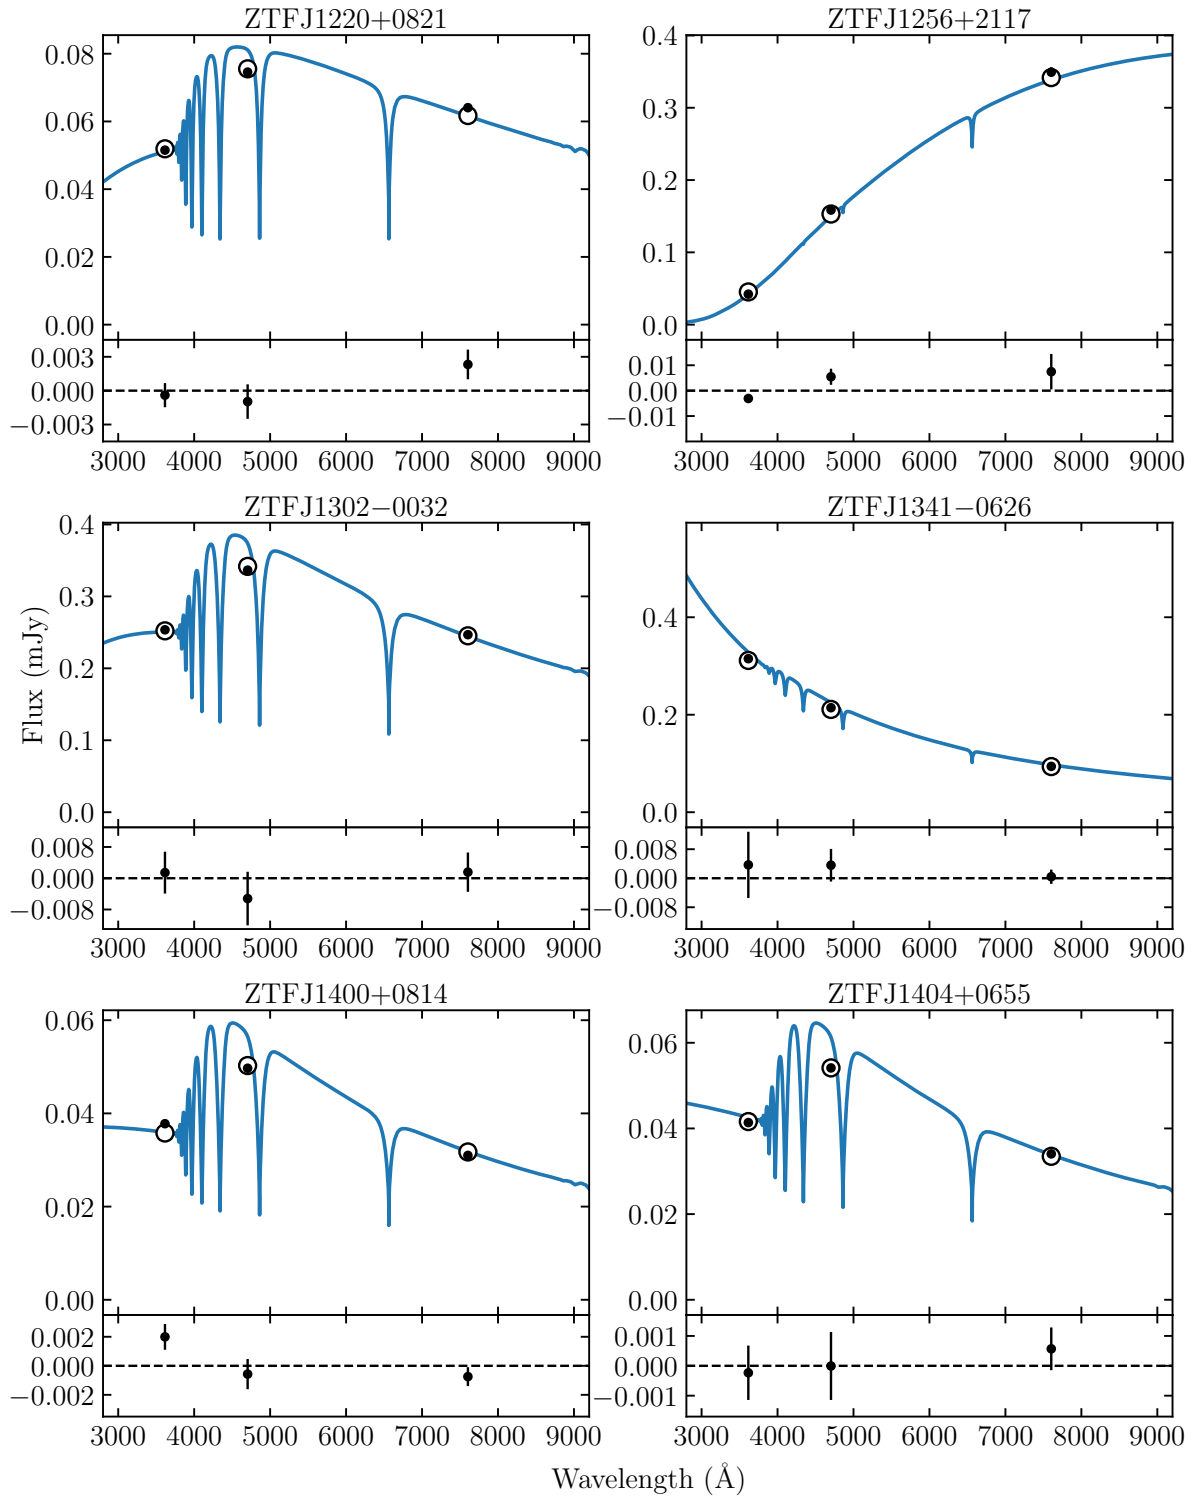 ZTFJ1220+0821 ZTFJ1256+2117
0.08 0.06 0.04 0.02 0.00
0.4 0.3 0.2 0.1 0.0
0.003 0.000 −0.003
0.01 0.00 −0.01
3000 4000 5000 6000 7000 8000 9000 3000 4000 5000 6000 7000 8000 9000
ZTFJ1302−0032 ZTFJ1341−0626
0.4 0.3 0.2 0.1 0.0
0.4 0.2 0.0
Flux (mJy)
0.008 0.000 −0.008
0.008 0.000 −0.008
3000 4000 5000 6000 7000 8000 9000 3000 4000 5000 6000 7000 8000 9000
ZTFJ1400+0814 ZTFJ1404+0655
0.06 0.04 0.02 0.00
0.06 0.04 0.02 0.00
0.002 0.000 −0.002
0.001 0.000 −0.001
3000 4000 5000 6000 7000 8000 9000 3000 4000 5000 6000 7000 8000 9000
Wavelength (Å)